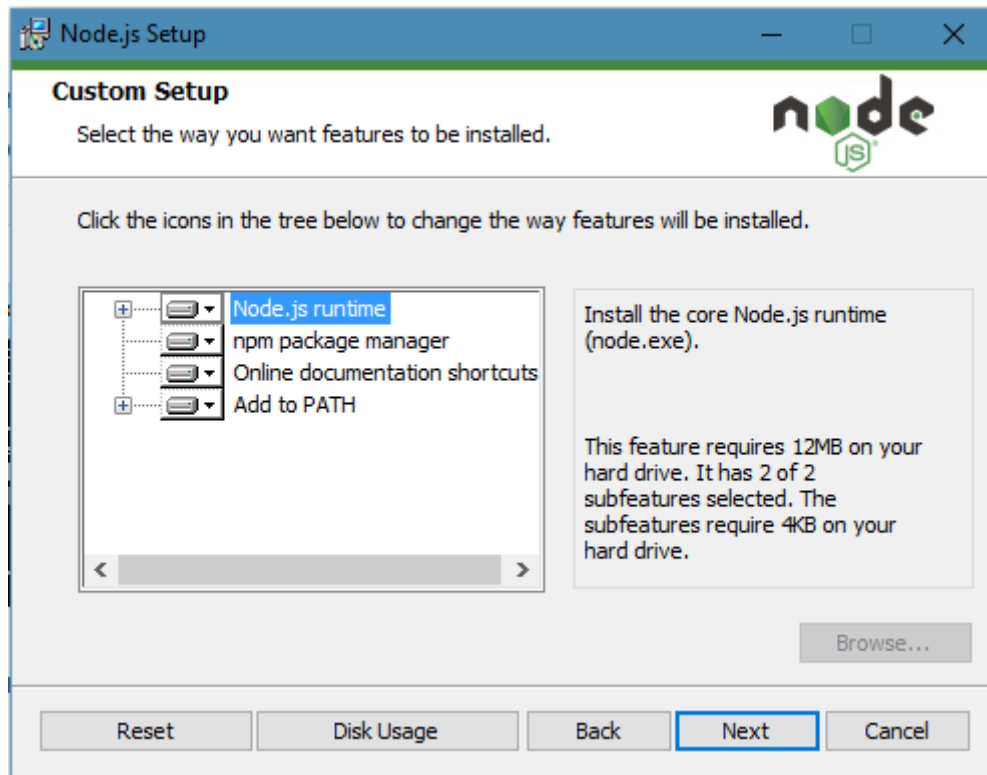 Node.js Setup
Custom Setup
Select the way you want features to be installed.
node
JS
Click the icons in the tree below to change the way features will be installed.
Node.js runtime
npm package manager
Online documentation shortcuts
Add to PATH
Install the core Node.js runtime
(node.exe).
This feature requires 12MB on your
hard drive. It has 2 of 2
subfeatures selected. The
subfeatures require 4KB on your
hard drive.
Browse...
Reset
Disk Usage
Back
Next
Cancel